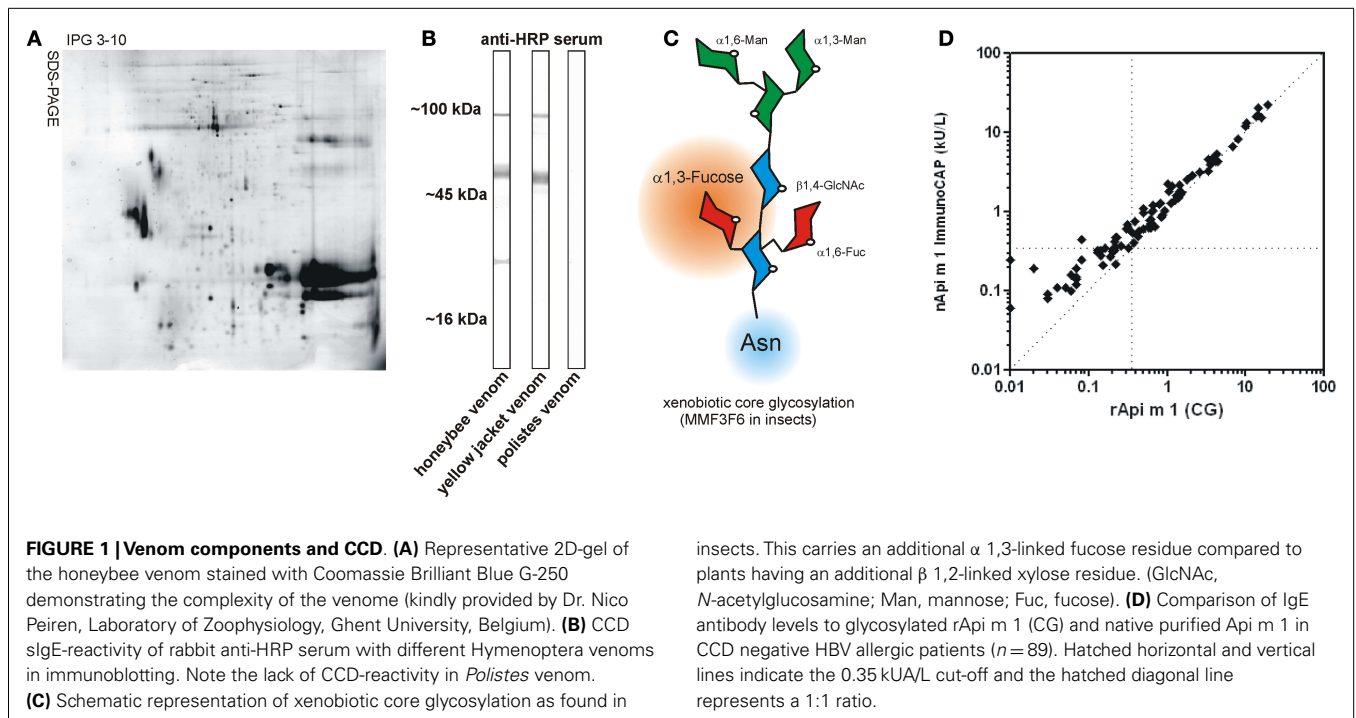 A
IPG 3-10
SDS-PAGE
B
anti-HRP serum
~100 kDa
~45 kDa
~16 kDa
honeybee venom
yellow jacket venom
polistes venom
C
α1,6-Man
α1,3-Man
α1,3-Fucose
β1,4-GlcNAc
α1,6-Fuc
Asn
xenobiotic core glycosylation
(MMF3F6 in insects)
D
nApi m 1 ImmunoCAP (kU/L)
100
10
1
0.1
0.01
0.01
0.1
1
10
100
rApi m 1 (CG)
FIGURE 1 | Venom components and CCD. (A) Representative 2D-gel of
the honeybee venom stained with Coomassie Brilliant Blue G-250
demonstrating the complexity of the venome (kindly provided by Dr. Nico
Peiren, Laboratory of Zoophysiology, Ghent University, Belgium). (B) CCD
sIgE-reactivity of rabbit anti-HRP serum with different Hymenoptera venoms
in immunoblotting. Note the lack of CCD-reactivity in Polistes venom.
(C) Schematic representation of xenobiotic core glycosylation as found in
insects. This carries an additional α 1,3-linked fucose residue compared to
plants having an additional β 1,2-linked xylose residue. (GlcNAc,
N-acetylglucosamine; Man, mannose; Fuc, fucose). (D) Comparison of IgE
antibody levels to glycosylated rApi m 1 (CG) and native purified Api m 1 in
CCD negative HBV allergic patients (n = 89). Hatched horizontal and vertical
lines indicate the 0.35 kUA/L cut-off and the hatched diagonal line
represents a 1:1 ratio.